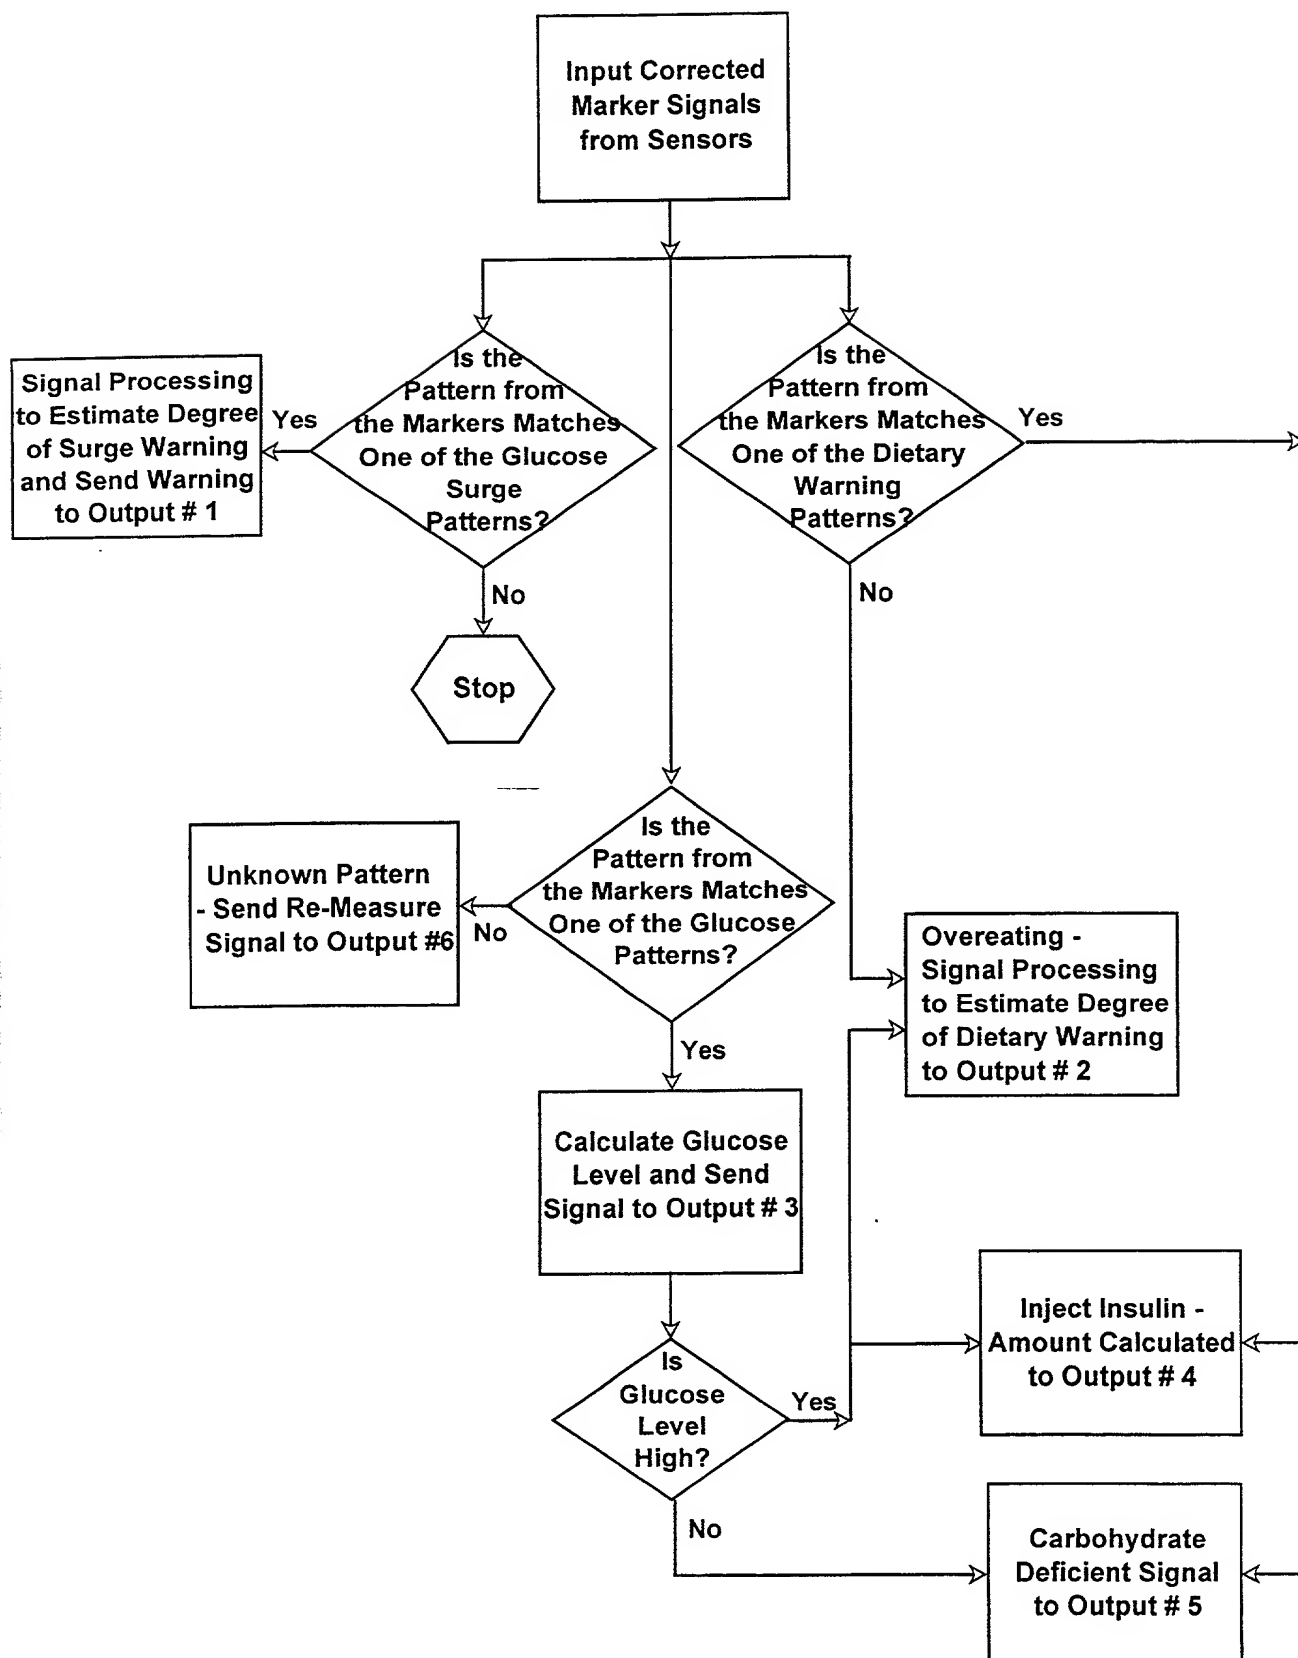 Input Corrected
Marker Signals
from Sensors
Is the
Pattern from
the Markers Matches
One of the Glucose
Surge
Patterns?
Yes
Signal Processing
to Estimate Degree
of Surge Warning
and Send Warning
to Output # 1
No
Stop
Is the
Pattern from
the Markers Matches
One of the Dietary
Warning
Patterns?
Yes
No
Is the
Pattern from
the Markers Matches
One of the Glucose
Patterns?
No
Unknown Pattern
- Send Re-Measure
Signal to Output #6
Yes
Overeating -
Signal Processing
to Estimate Degree
of Dietary Warning
to Output # 2
Calculate Glucose
Level and Send
Signal to Output # 3
Is
Glucose
Level
High?
Yes
Inject Insulin -
Amount Calculated
to Output # 4
No
Carbohydrate
Deficient Signal
to Output # 5